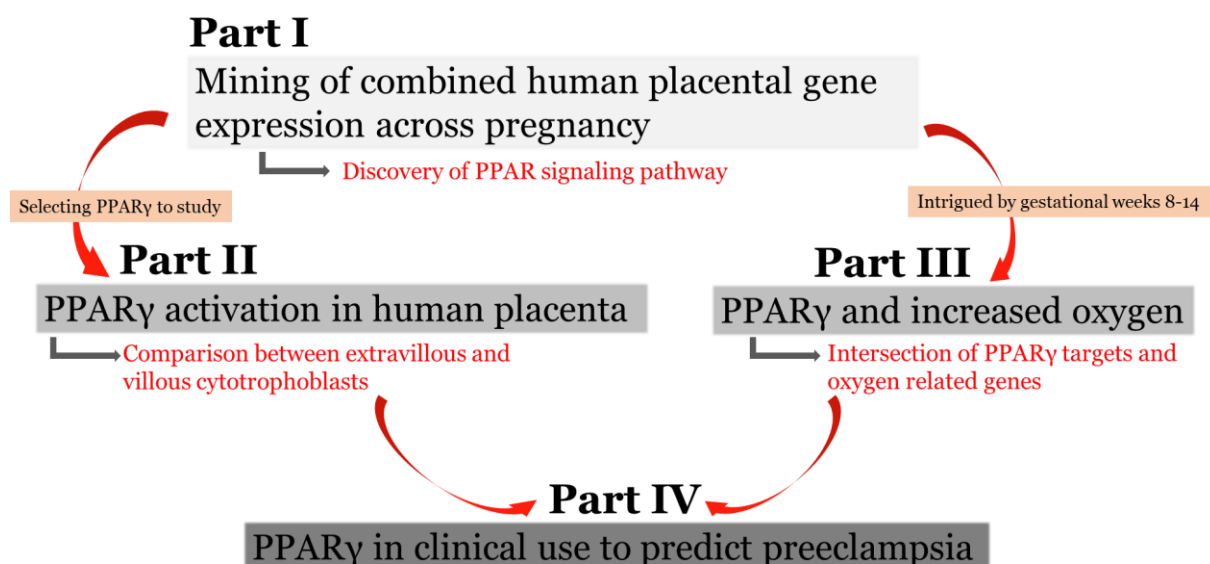 Part I
Mining of combined human placental gene
expression across pregnancy
Discovery of PPAR signaling pathway
Selecting PPARγ to study
Intrigued by gestational weeks 8-14
Part II
PPARγ activation in human placenta
Comparison between extravillous and
villous cytotrophoblasts
Part III
PPARγ and increased oxygen
Intersection of PPARγ targets and
oxygen related genes
Part IV
PPARγ in clinical use to predict preeclampsia